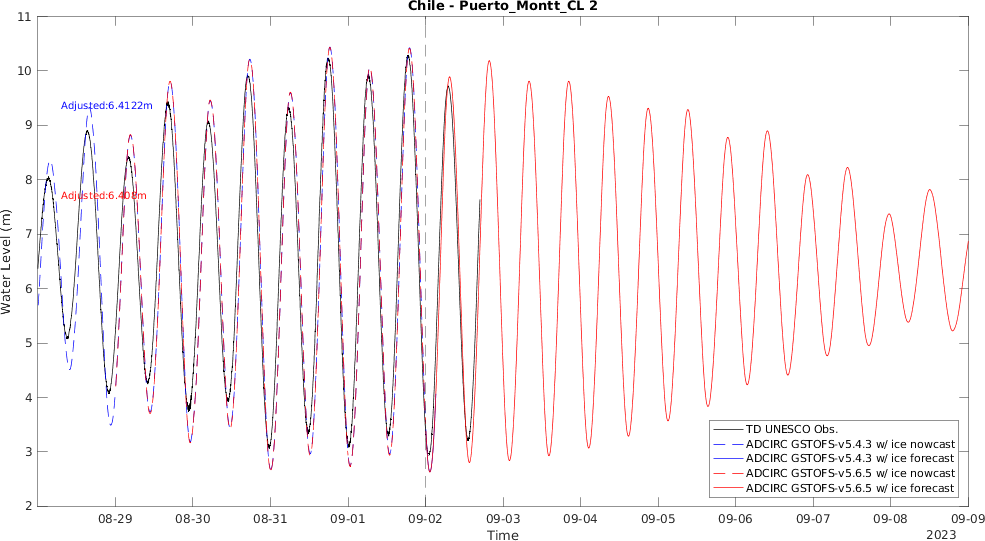 Chile - Puerto_Montt_CL 2
11
10
9
8
7
6
5
4
3
2
Water Level (m)
Adjusted:6.4122m
Adjusted:6.408m
TD UNESCO Obs.
ADCIRC GSTOFS-v5.4.3 w/ ice nowcast
ADCIRC GSTOFS-v5.4.3 w/ ice forecast
ADCIRC GSTOFS-v5.6.5 w/ ice nowcast
ADCIRC GSTOFS-v5.6.5 w/ ice forecast
08-29 08-30 08-31 09-01 09-02 09-03 09-04 09-05 09-06 09-07 09-08 09-09
Time
2023